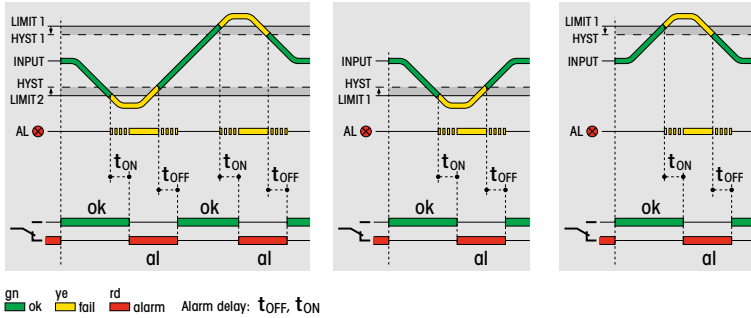 LIMIT 1
HYST 1
INPUT
HYST
LIMIT2
AL
tON
tOFF
tON
tOFF
ok
ok
al
al
INPUT
HYST
LIMIT 1
AL
tON
tOFF
ok
al
LIMIT 1
HYST
INPUT
AL
tON
tOFF
ok
al
gn ok ye fail rd alarm Alarm delay: tOFF, tON